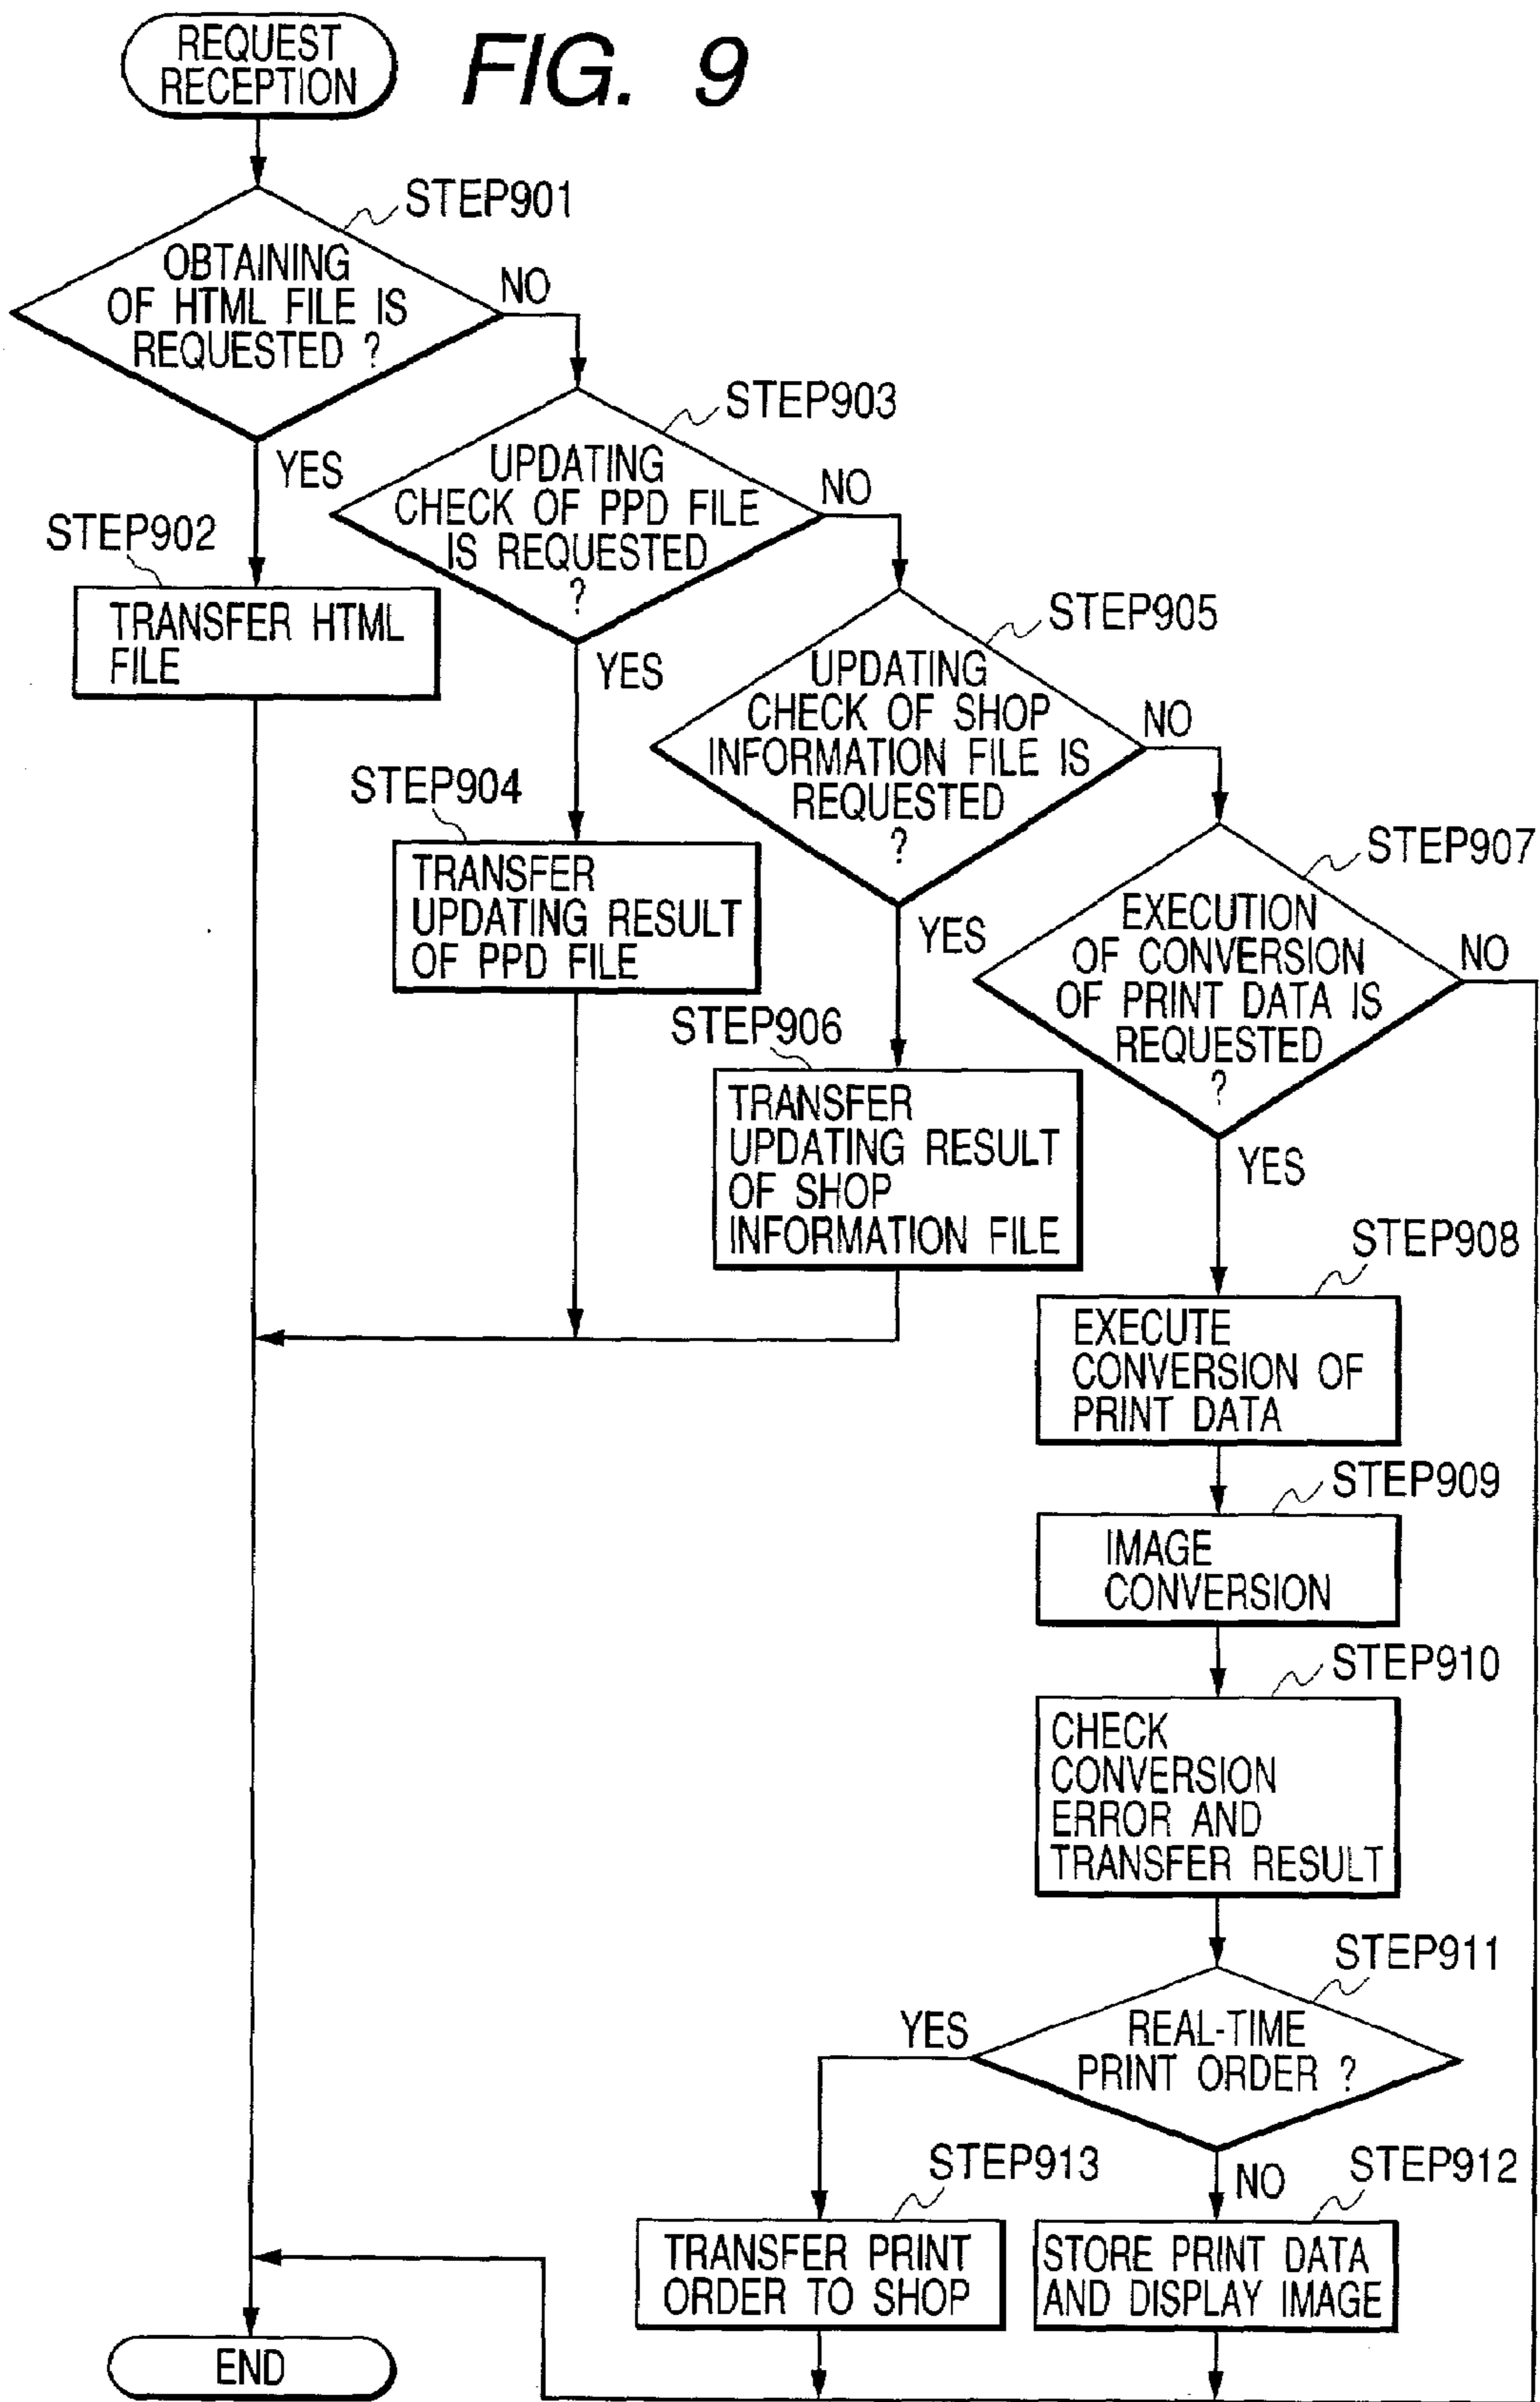 REQUEST
RECEPTION
FIG. 9
STEP901
OBTAINING
OF HTML FILE IS
REQUESTED ?
NO
YES
STEP902
TRANSFER HTML
FILE
STEP903
UPDATING
CHECK OF PPD FILE
IS REQUESTED
?
NO
YES
STEP904
TRANSFER
UPDATING RESULT
OF PPD FILE
STEP905
UPDATING
CHECK OF SHOP
INFORMATION FILE IS
REQUESTED
?
NO
YES
STEP906
TRANSFER
UPDATING RESULT
OF SHOP
INFORMATION FILE
STEP907
EXECUTION
OF CONVERSION
OF PRINT DATA IS
REQUESTED
?
NO
YES
STEP908
EXECUTE
CONVERSION OF
PRINT DATA
STEP909
IMAGE
CONVERSION
STEP910
CHECK
CONVERSION
ERROR AND
TRANSFER RESULT
STEP911
REAL-TIME
PRINT ORDER ?
YES
NO
STEP913
TRANSFER PRINT
ORDER TO SHOP
STEP912
STORE PRINT DATA
AND DISPLAY IMAGE
END